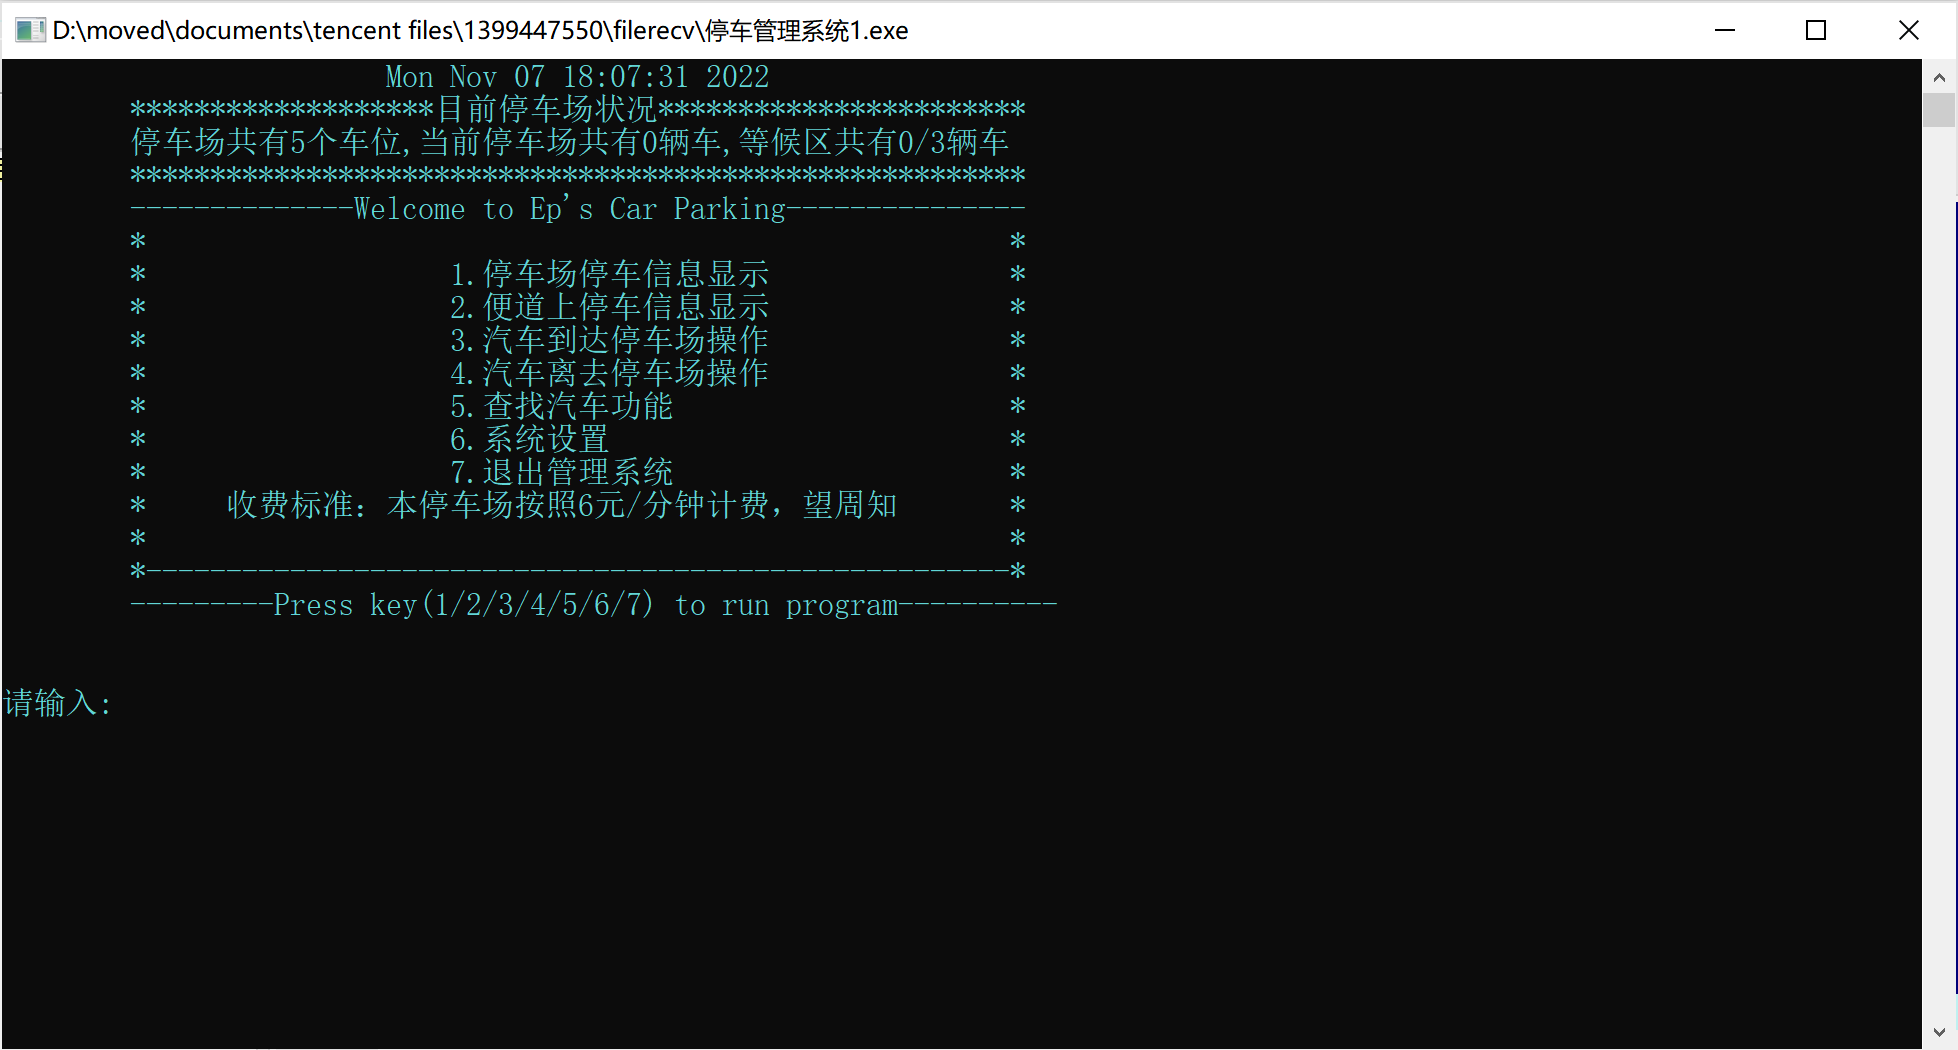 D:\moved\documents\tencent files\1399447550\filerecv\停车管理系统1.exe
Mon Nov 07 18:07:31 2022
*******************目前停车场状况***********************
停车场共有5个车位,当前停车场共有0辆车,等候区共有0/3辆车
********************************************************
--------------Welcome to Ep's Car Parking---------------
* *
* 1.停车场停车信息显示 *
* 2.便道上停车信息显示 *
* 3.汽车到达停车场操作 *
* 4.汽车离去停车场操作 *
* 5.查找汽车功能 *
* 6.系统设置 *
* 7.退出管理系统 *
* 收费标准：本停车场按照6元/分钟计费，望周知 *
* *
*------------------------------------------------------*
---------Press key(1/2/3/4/5/6/7) to run program----------
请输入: